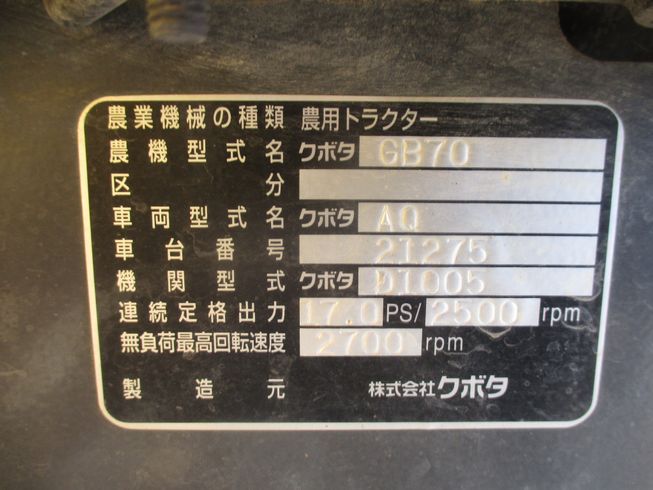 農業機械の種類 農用トラクター
農機型式名 クボタ GB70
区分
車両型式名 クボタ AQ
車台番号 21275
機関型式 クボタ D1005
連続定格出力 17.0 PS/ 2500 rpm
無負荷最高回転速度 2700 rpm
製造元 株式会社クボタ